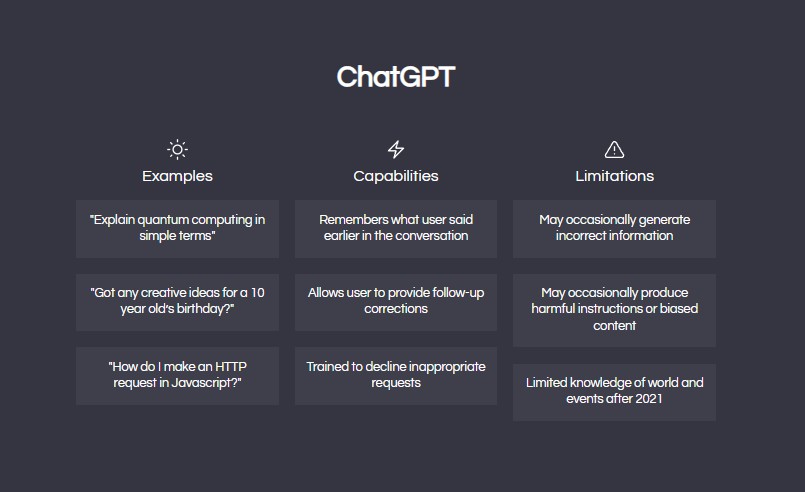 ChatGPT
Examples
"Explain quantum computing in
simple terms"
"Got any creative ideas for a 10
year old's birthday?"
"How do I make an HTTP
request in Javascript?"
Capabilities
Remembers what user said
earlier in the conversation
Allows user to provide follow-up
corrections
Trained to decline inappropriate
requests
Limitations
May occasionally generate
incorrect information
May occasionally produce
harmful instructions or biased
content
Limited knowledge of world and
events after 2021